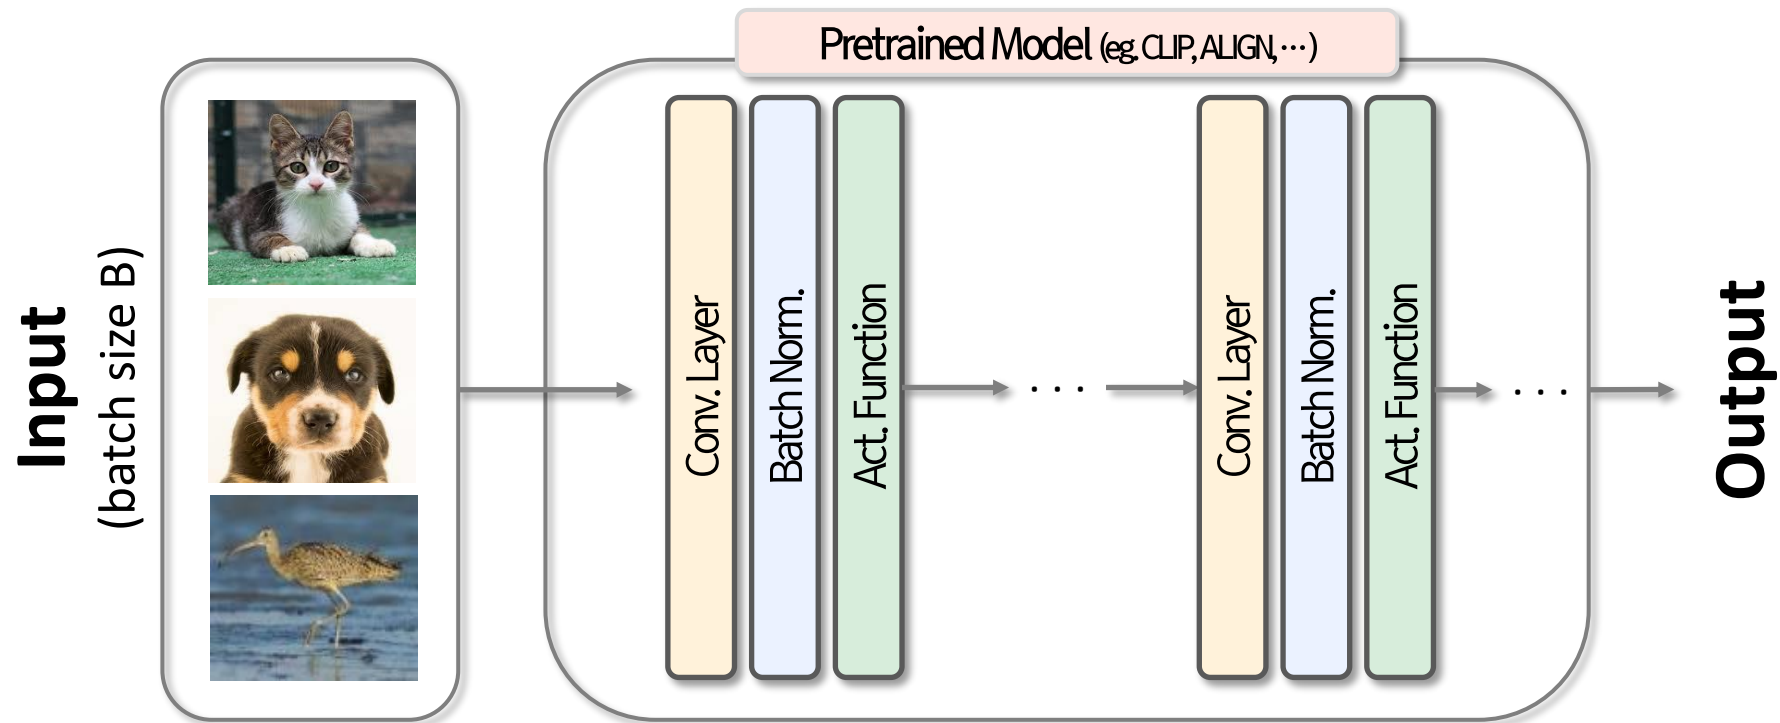 Pretrained Model (eg. CLIP, ALIGN, ⋯)
Input
(batch size B)
Conv. Layer
Batch Norm.
Act. Function
. . .
Conv. Layer
Batch Norm.
Act. Function
. . .
Output